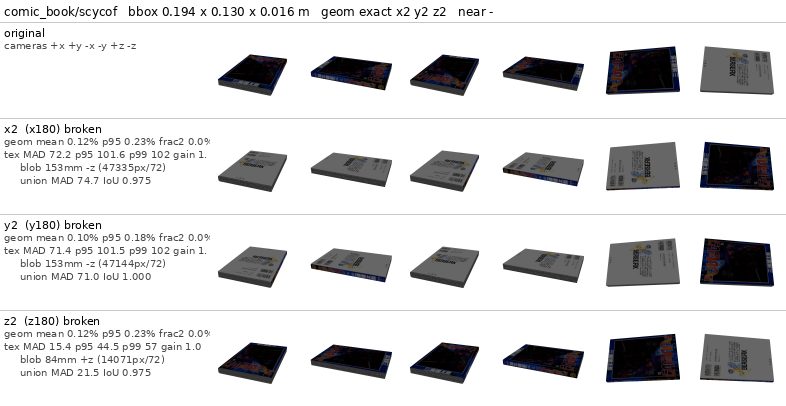 comic_book/scycof   bbox 0.194 x 0.130 x 0.016 m   geom exact x2 y2 z2   near -
original
cameras +x +y -x -y +z -z
x2  (x180) broken
geom mean 0.12% p95 0.23% frac2 0.0%
tex MAD 72.2 p95 101.6 p99 102 gain 1.
blob 153mm -z (47335px/72)
union MAD 74.7 IoU 0.975
y2  (y180) broken
geom mean 0.10% p95 0.18% frac2 0.0%
tex MAD 71.4 p95 101.5 p99 102 gain 1.
blob 153mm -z (47144px/72)
union MAD 71.0 IoU 1.000
z2  (z180) broken
geom mean 0.12% p95 0.23% frac2 0.0%
tex MAD 15.4 p95 44.5 p99 57 gain 1.0
blob 84mm +z (14071px/72)
union MAD 21.5 IoU 0.975
BERSERK